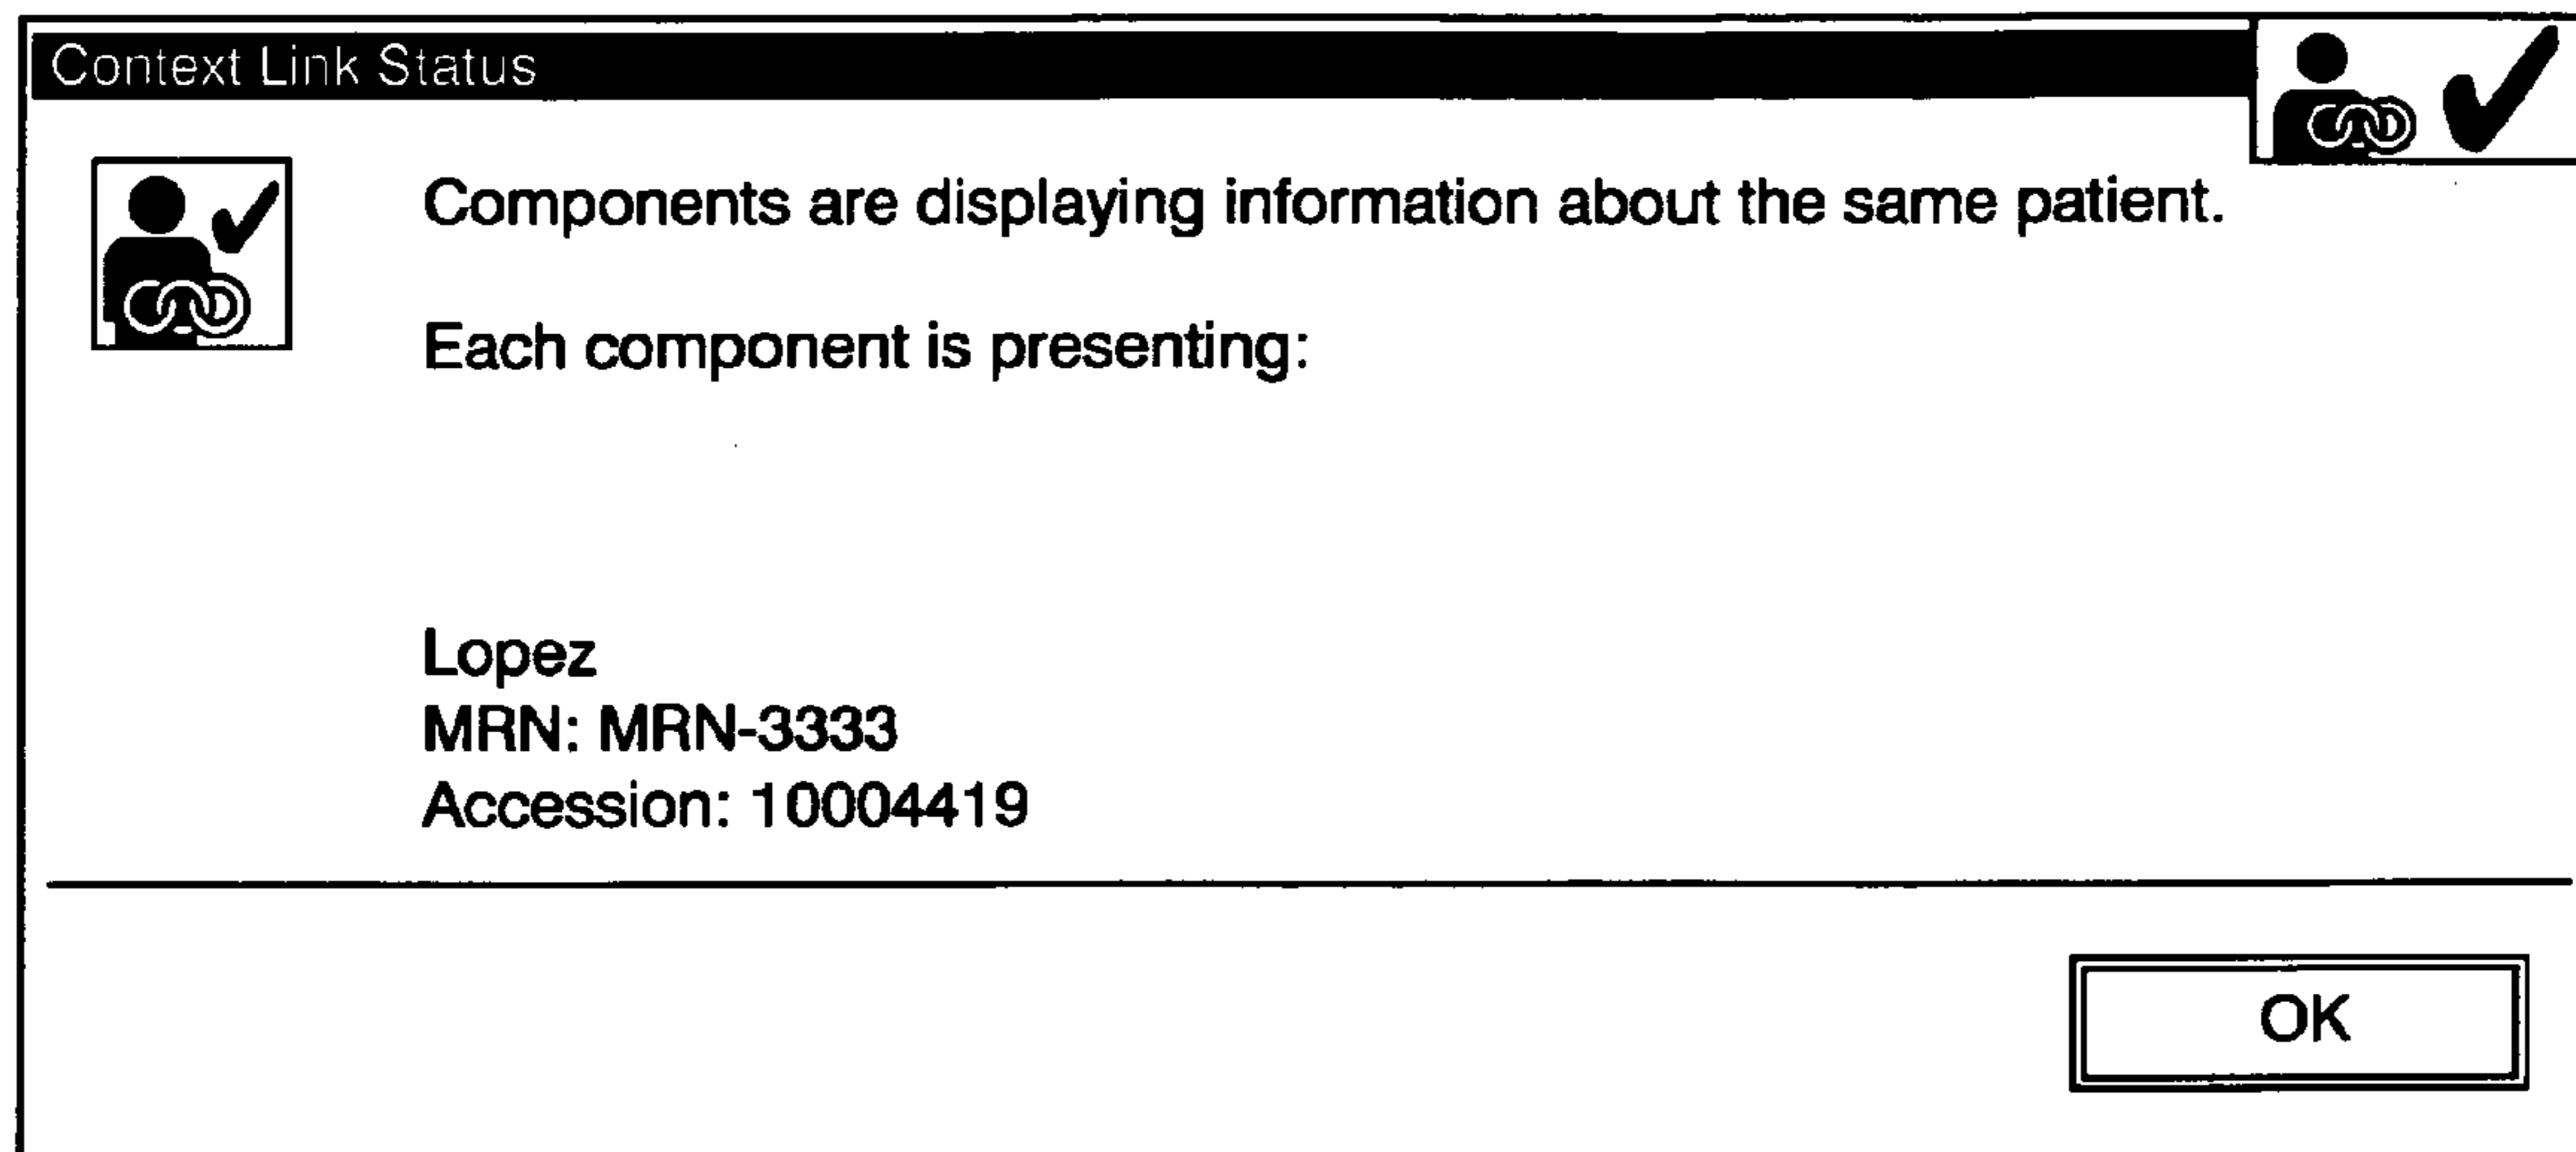 Context Link Status
Components are displaying information about the same patient.
Each component is presenting:
Lopez
MRN: MRN-3333
Accession: 10004419
OK